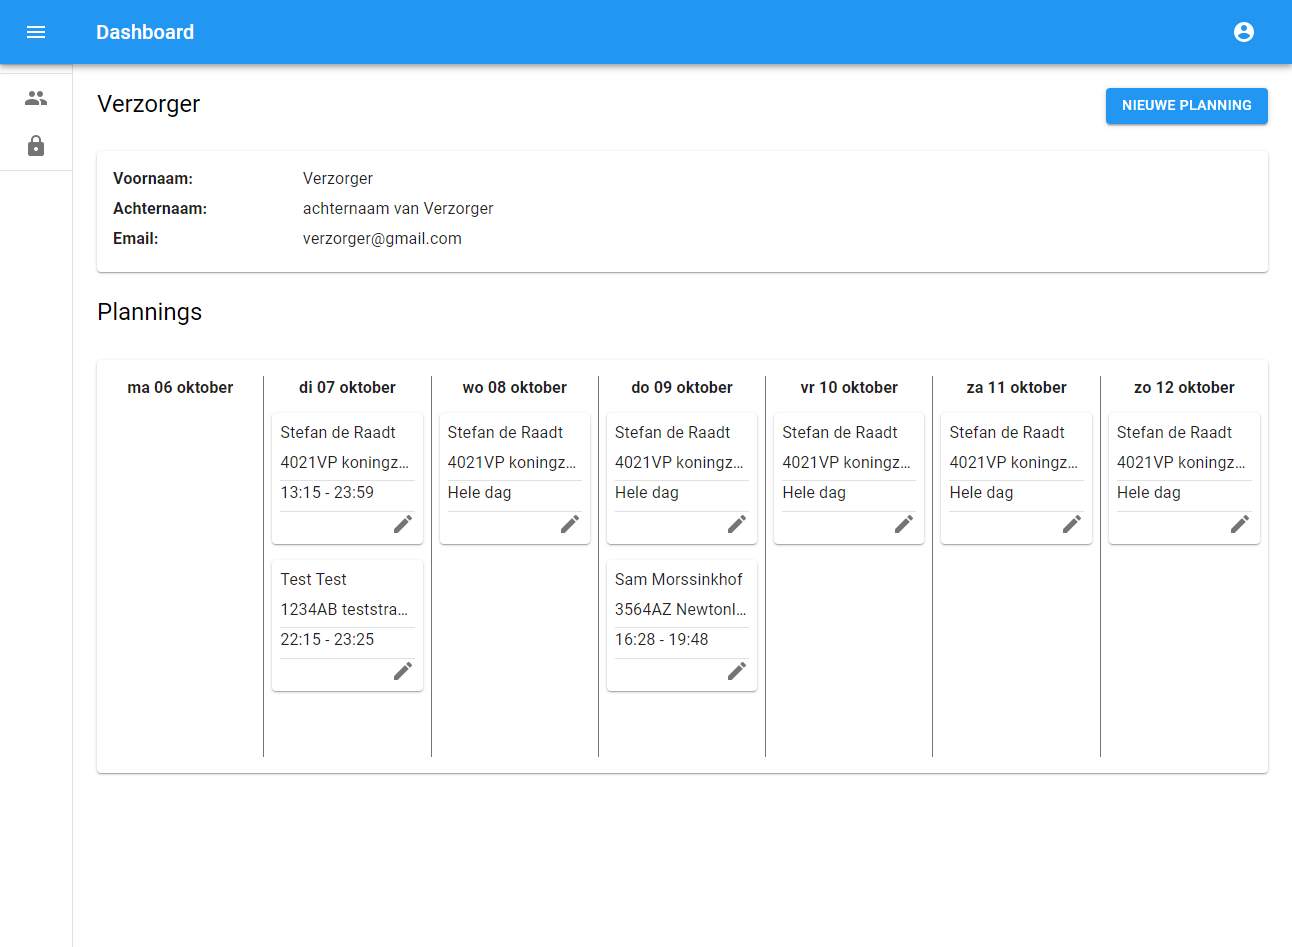 Dashboard
Verzorger
NIEUWE PLANNING
Voornaam: Verzorger
Achternaam: achternaam van Verzorger
Email: verzorger@gmail.com
Plannings
ma 06 oktober
di 07 oktober
Stefan de Raadt
4021VP koningz...
13:15 - 23:59
Test Test
1234AB teststra...
22:15 - 23:25
wo 08 oktober
Stefan de Raadt
4021VP koningz...
Hele dag
do 09 oktober
Stefan de Raadt
4021VP koningz...
Hele dag
Sam Morssinkhof
3564AZ Newtonl...
16:28 - 19:48
vr 10 oktober
Stefan de Raadt
4021VP koningz...
Hele dag
za 11 oktober
Stefan de Raadt
4021VP koningz...
Hele dag
zo 12 oktober
Stefan de Raadt
4021VP koningz...
Hele dag